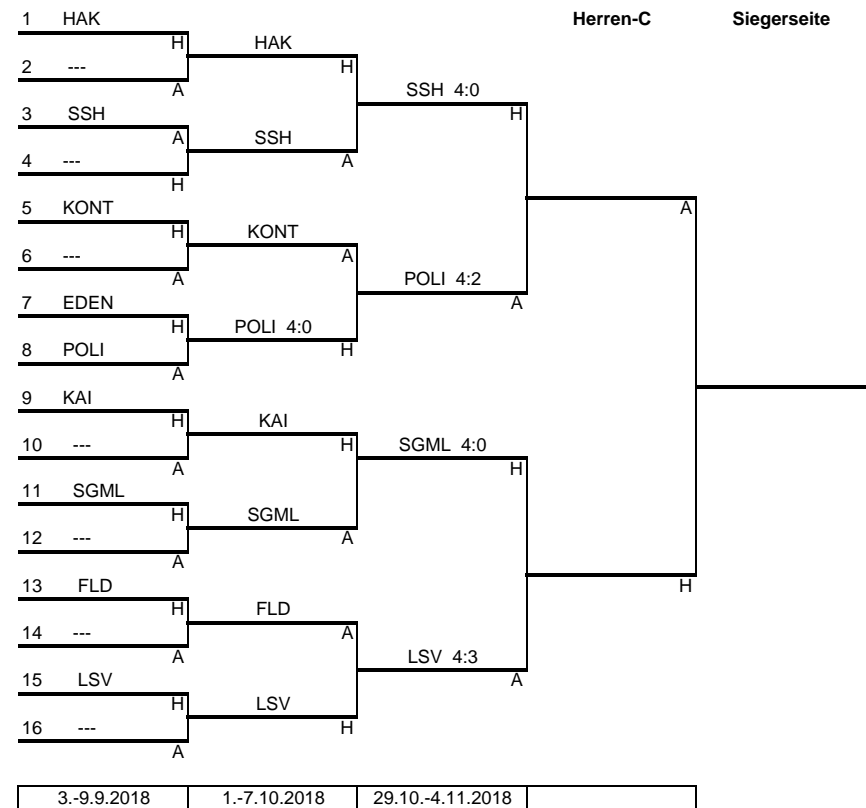 1 HAK Herren-C Siegerseite
H HAK
2 --- H
A SSH 4:0
3 SSH H
A SSH
4 --- A
H
5 KONT A
H KONT
6 --- A
A POLI 4:2
7 EDEN A
H POLI 4:0
8 POLI H
A
9 KAI
H KAI
10 --- H SGML 4:0
A H
11 SGML
H SGML
12 --- A
A
13 FLD H
H FLD
14 --- A
A LSV 4:3
15 LSV A
H LSV
16 --- H
A
3.-9.9.2018 1.-7.10.2018 29.10.-4.11.2018